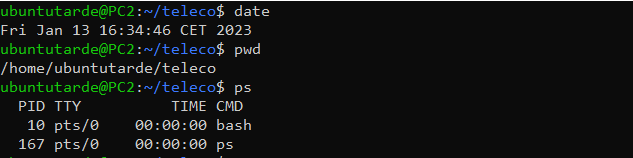 ubuntutarde@PC2:~/teleco$ date
Fri Jan 13 16:34:46 CET 2023
ubuntutarde@PC2:~/teleco$ pwd
/home/ubuntutarde/teleco
ubuntutarde@PC2:~/teleco$ ps
  PID TTY          TIME CMD
   10 pts/0    00:00:00 bash
  167 pts/0    00:00:00 ps